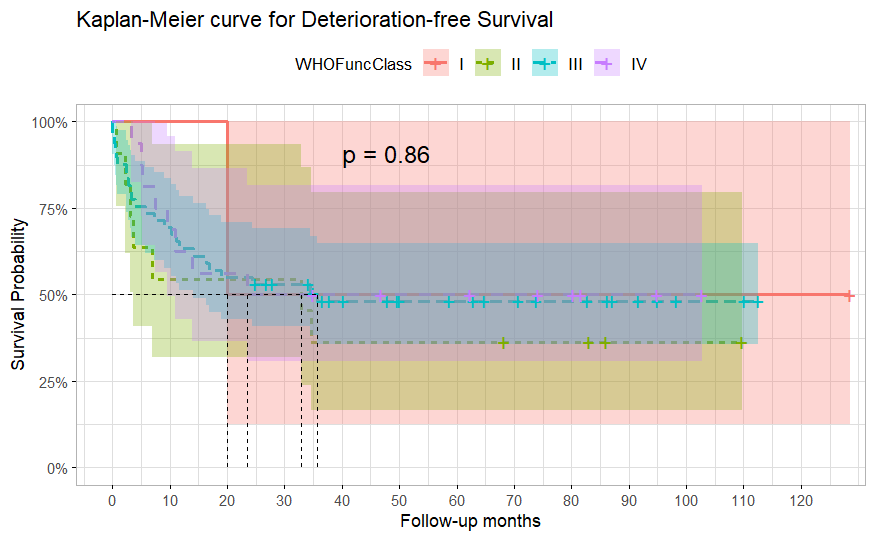 Kaplan-Meier curve for Deterioration-free Survival
WHOFuncClass I II III IV
Survival Probability
100%
75%
50%
25%
0%
p = 0.86
0 10 20 30 40 50 60 70 80 90 100 110 120
Follow-up months